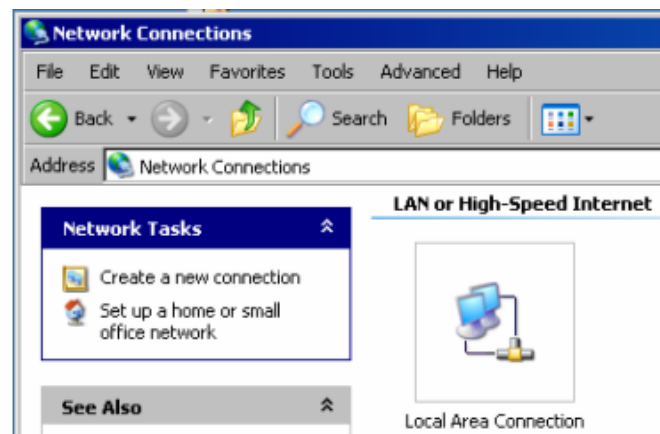 Network Connections
File Edit View Favorites Tools Advanced Help
Back Search Folders
Address Network Connections
Network Tasks
Create a new connection
Set up a home or small
office network
See Also
LAN or High-Speed Internet
Local Area Connection